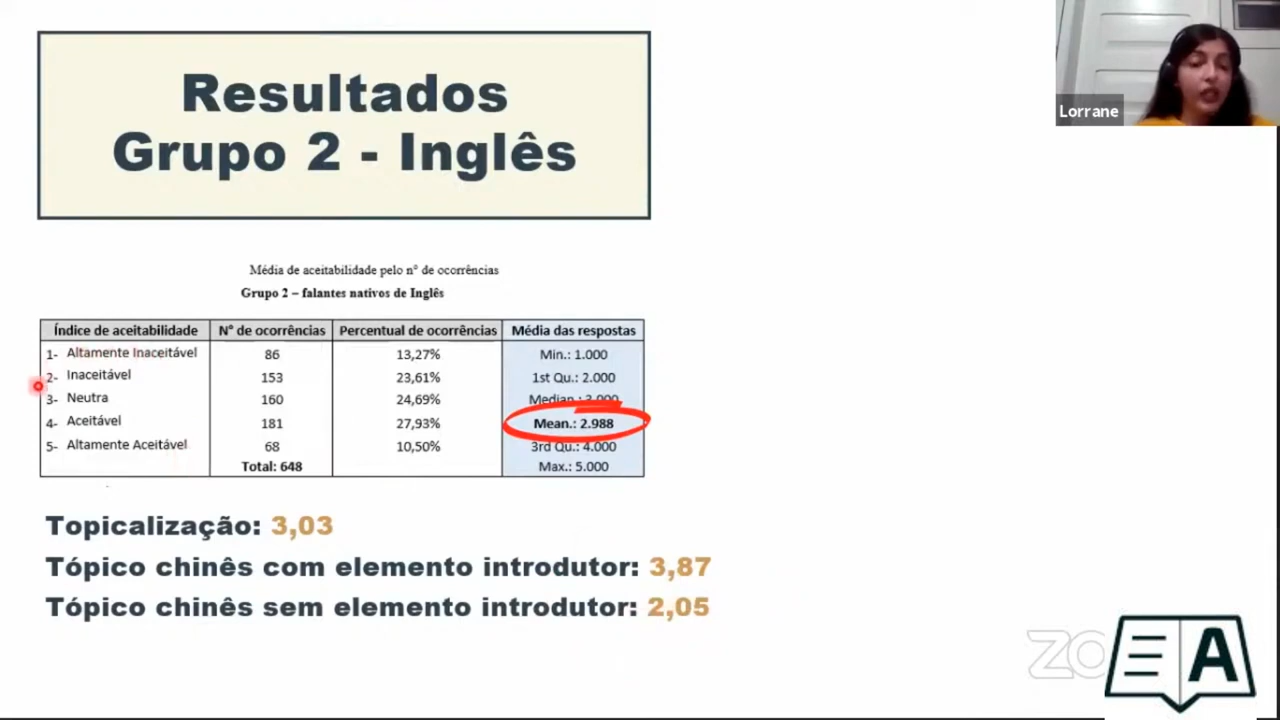 Resultados
Grupo 2 - Inglês
Lorrane
Média de aceitabilidade pelo nº de ocorrências
Grupo 2 – falantes nativos de Inglês
Índice de aceitabilidade Nº de ocorrências Percentual de ocorrências Média das respostas
1- Altamente Inaceitável 86 13,27% Min.: 1.000
2- Inaceitável 153 23,61% 1st Qu.: 2.000
3- Neutra 160 24,69% Median.: 3.000
4- Aceitável 181 27,93% Mean.: 2.988
5- Altamente Aceitável 68 10,50% 3rd Qu.: 4.000
Total: 648 Max.: 5.000
Topicalização: 3,03
Tópico chinês com elemento introdutor: 3,87
Tópico chinês sem elemento introdutor: 2,05
ZO
A